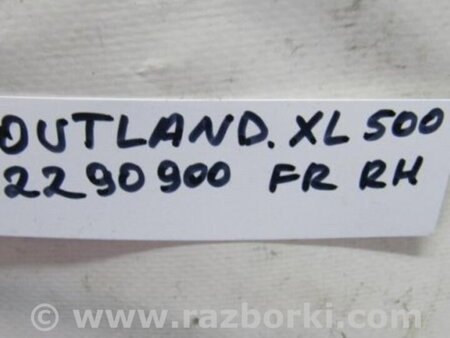 OUTLAND. XL 500
2290900 FR RH
© www.razborki.com